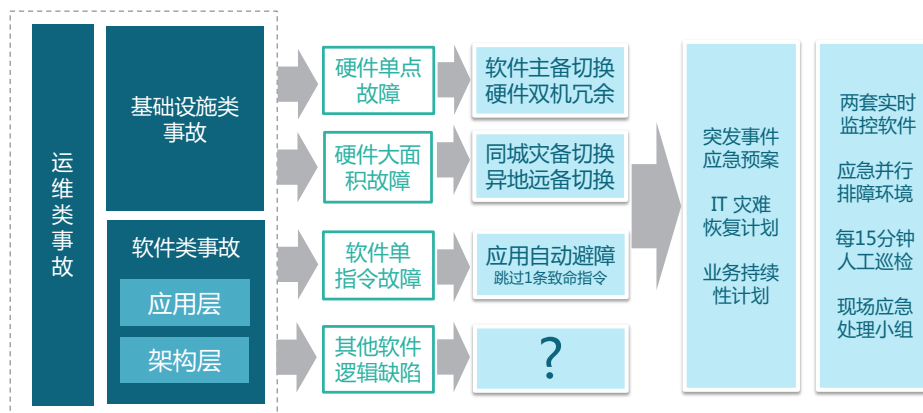 运维类事故
基础设施类
事故
软件类事故
应用层
架构层
硬件单点
故障
硬件大面
积故障
软件单
指令故障
其他软件
逻辑缺陷
软件主备切换
硬件双机冗余
同城灾备切换
异地远备切换
应用自动避障
跳过1条致命指令
?
突发事件
应急预案
IT 灾难
恢复计划
业务持续
性计划
两套实时
监控软件
应急并行
排障环境
每15分钟
人工巡检
现场应急
处理小组